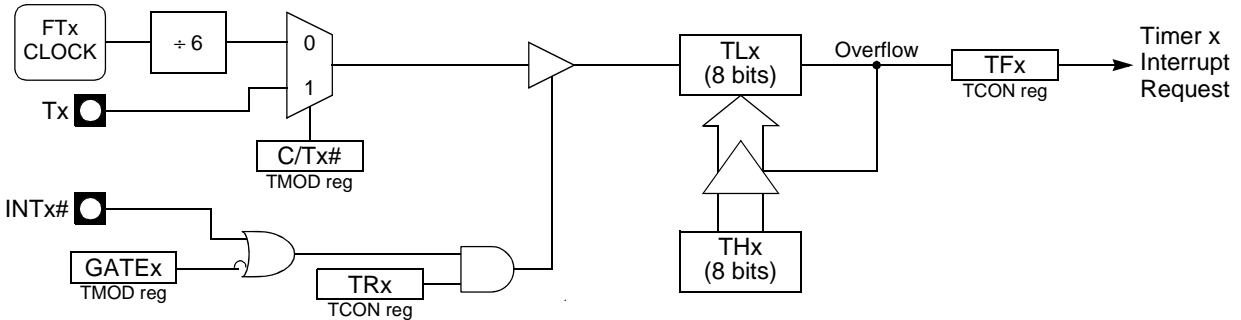 FTx
CLOCK
÷ 6
0
1
Tx
C/Tx#
TMOD reg
INTx#
GATEx
TMOD reg
TRx
TCON reg
TLx
(8 bits)
THx
(8 bits)
Overflow
TFx
TCON reg
Timer x
Interrupt
Request